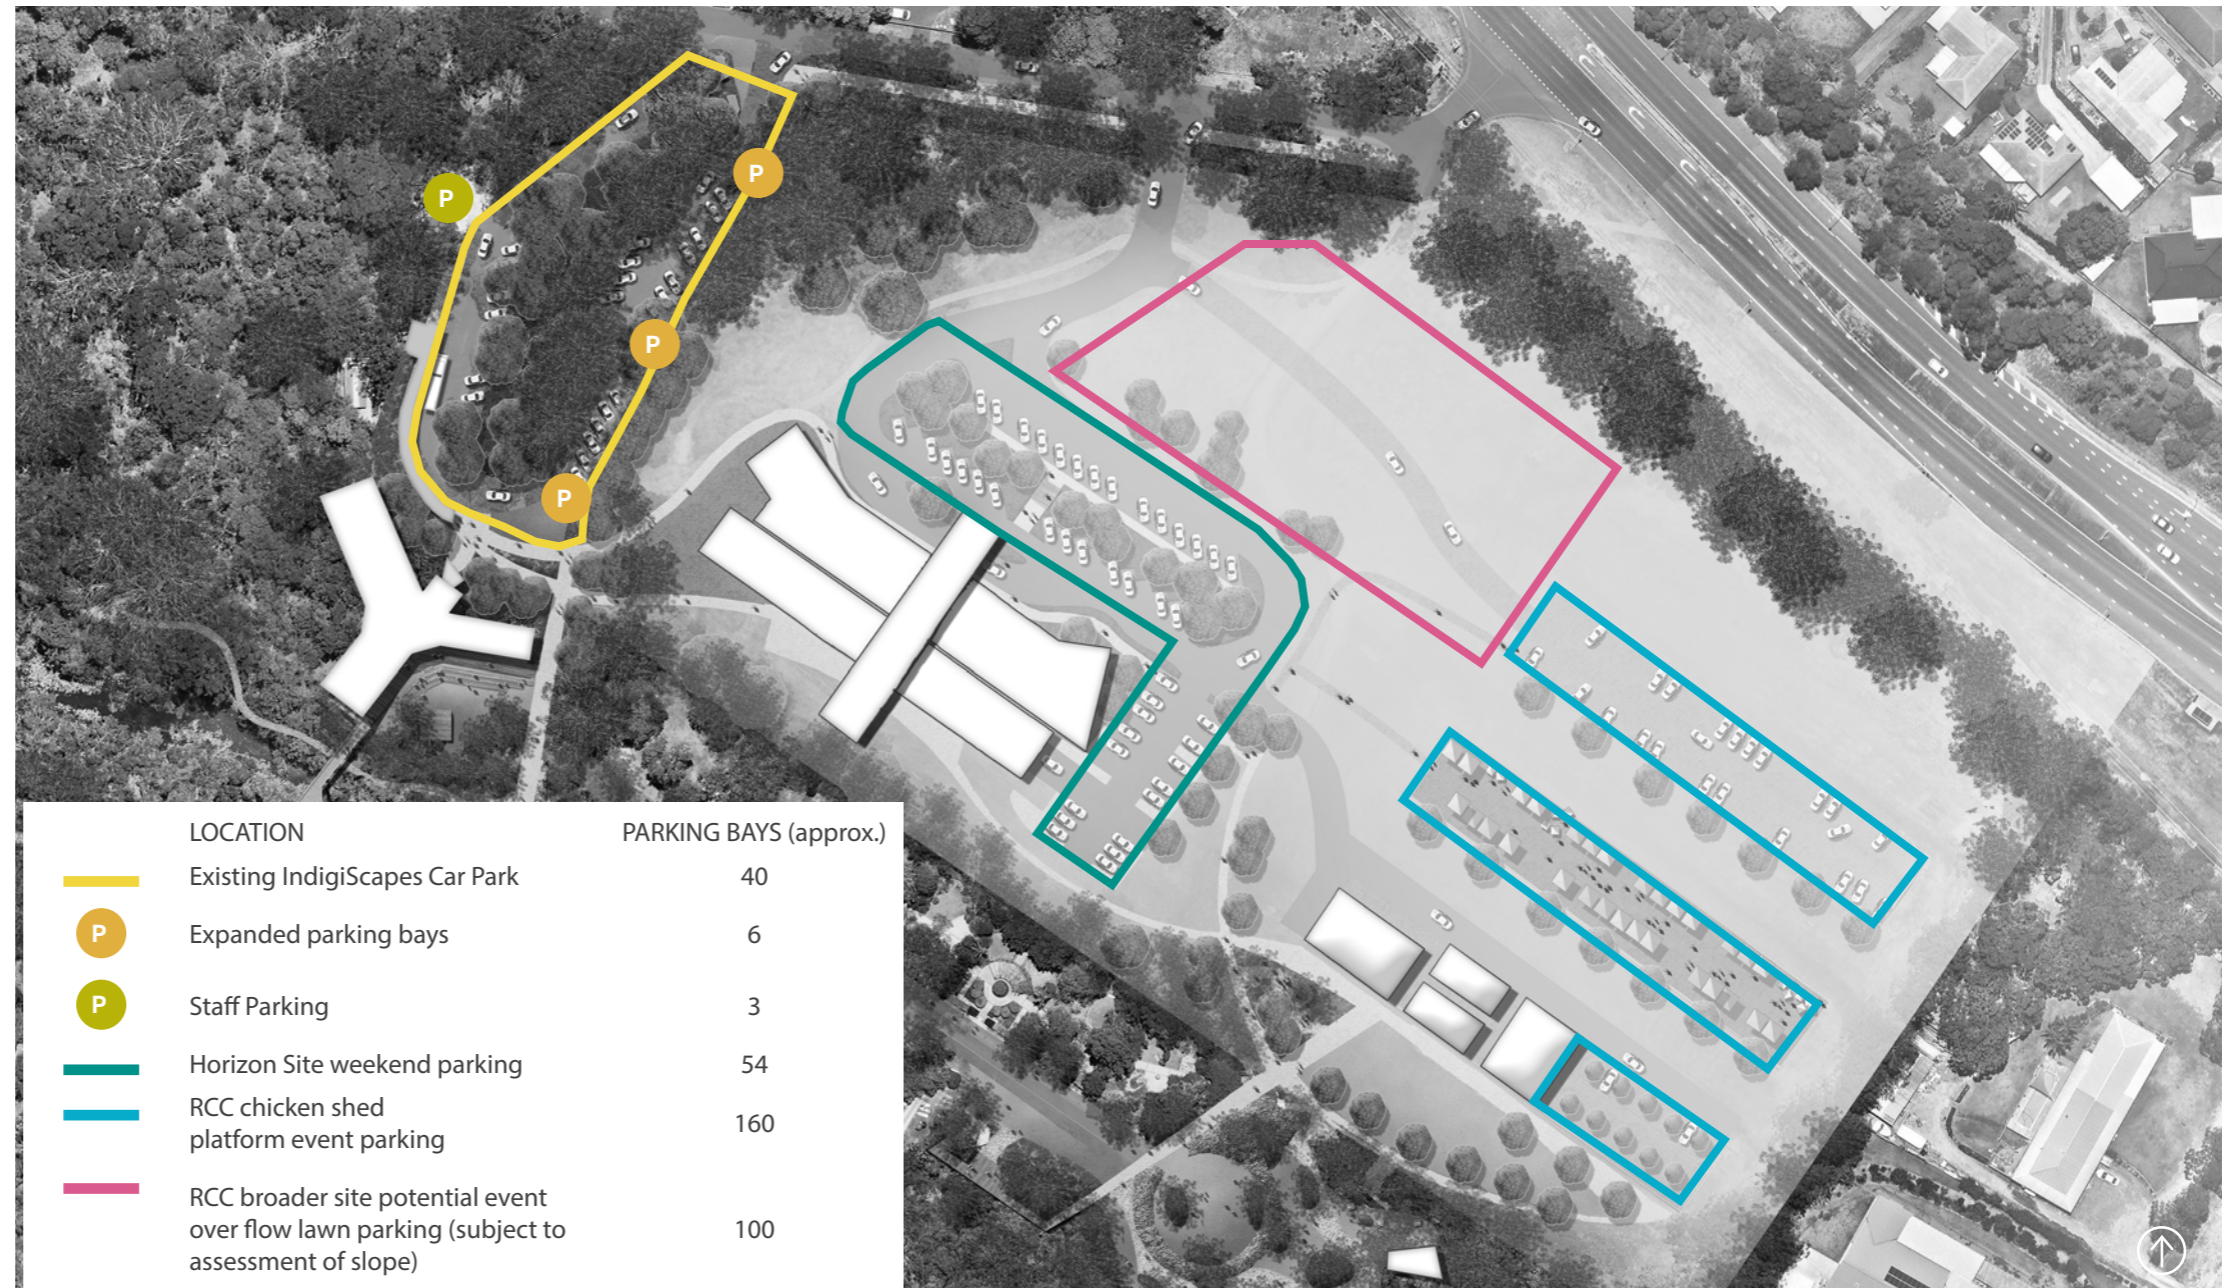 P
P
P
P
LOCATION PARKING BAYS (approx.)
Existing IndigiScapes Car Park 40
P Expanded parking bays 6
P Staff Parking 3
Horizon Site weekend parking 54
RCC chicken shed
platform event parking 160
RCC broader site potential event
over flow lawn parking (subject to 100
assessment of slope)